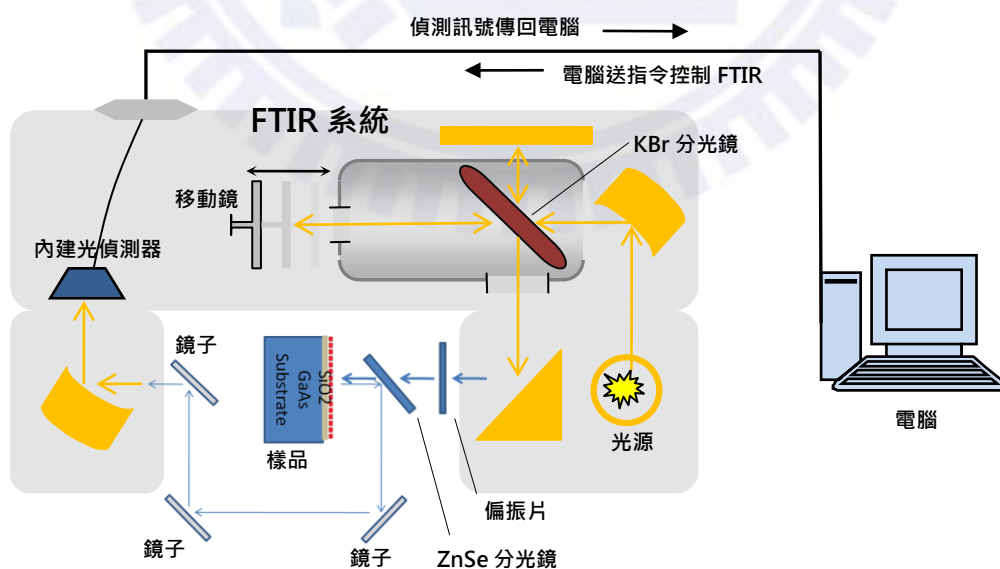 偵測訊號傳回電腦
電腦送指令控制 FTIR
FTIR 系統
KBr 分光鏡
移動鏡
內建光偵測器
鏡子
SiO2
GaAs
Substrate
樣品
光源
電腦
偏振片
鏡子
鏡子
ZnSe 分光鏡